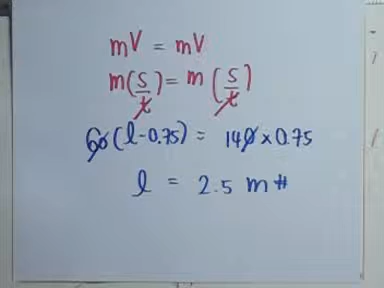 mV = mV
m(s/t) = m(s/t)
60(l-0.75) = 140×0.75
l = 2.5 m #